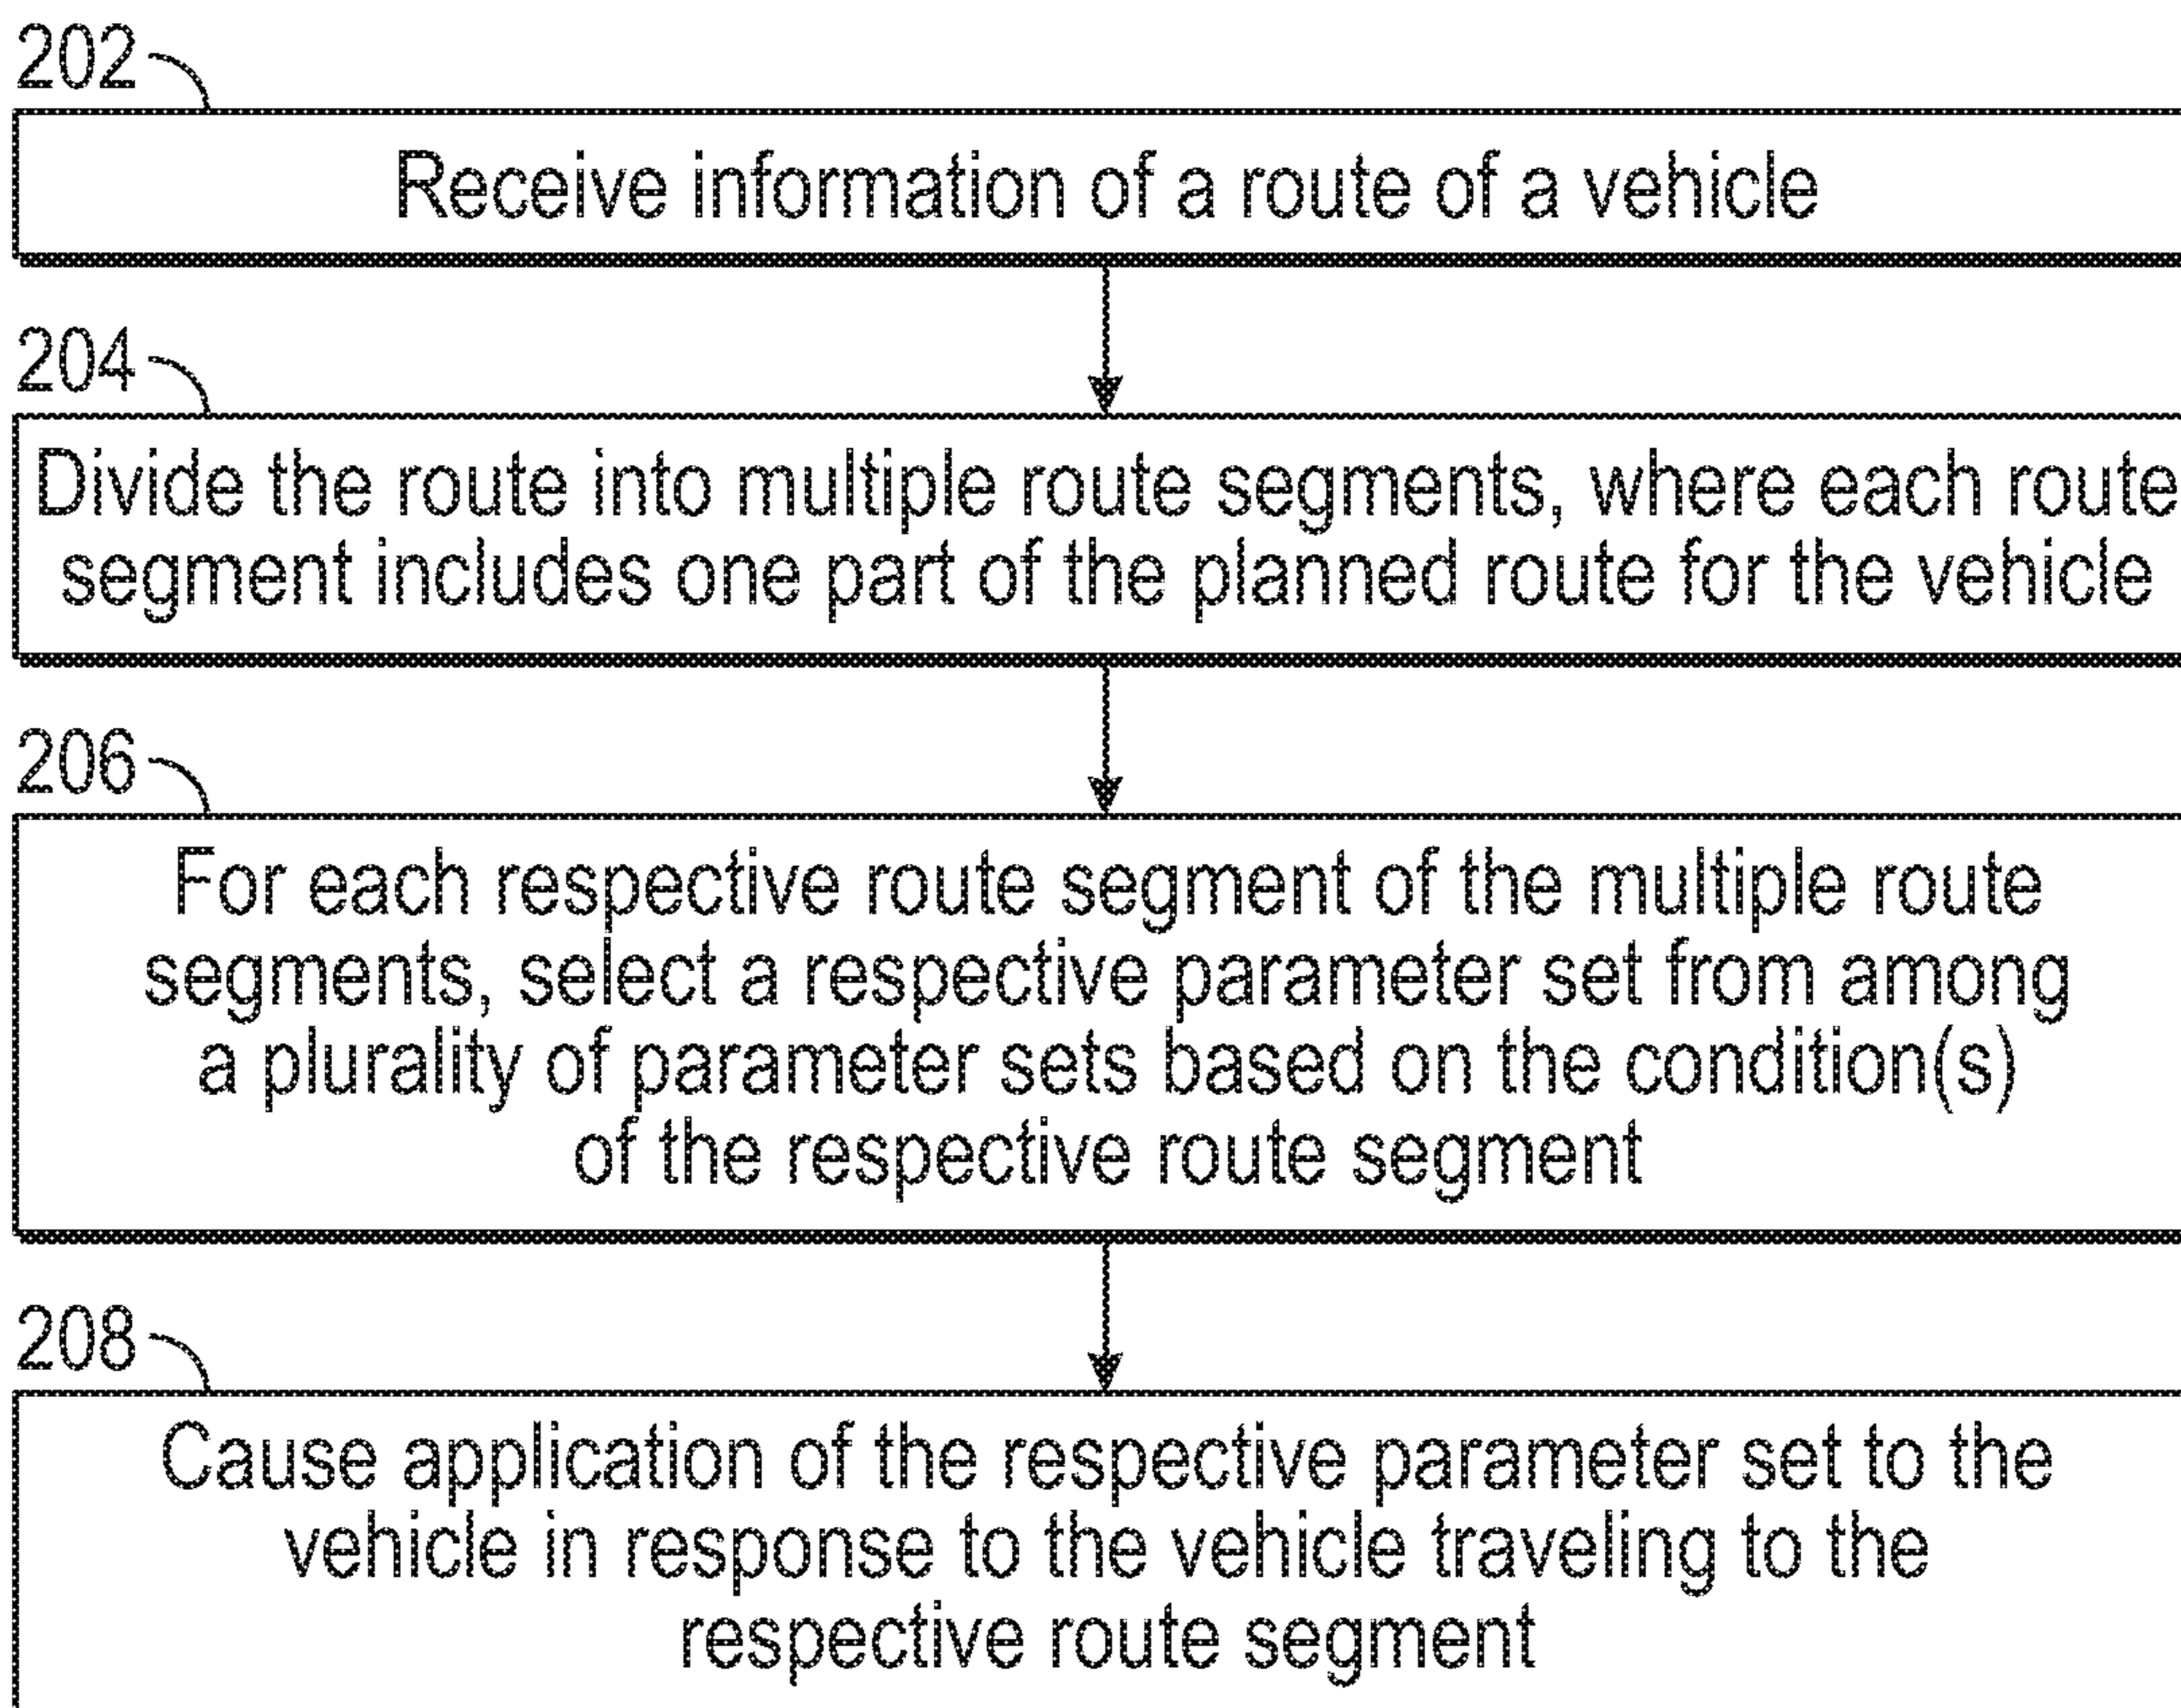 202
Receive information of a route of a vehicle
204
Divide the route into multiple route segments, where each route
segment includes one part of the planned route for the vehicle
206
For each respective route segment of the multiple route
segments, select a respective parameter set from among
a plurality of parameter sets based on the condition(s)
of the respective route segment
208
Cause application of the respective parameter set to the
vehicle in response to the vehicle traveling to the
respective route segment